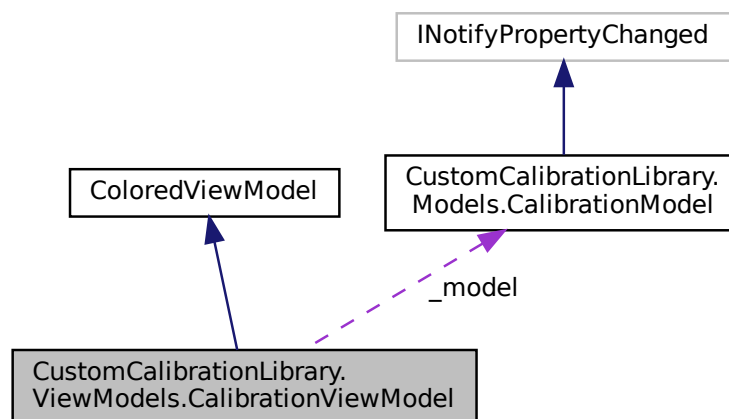 INotifyPropertyChanged
ColoredViewModel
CustomCalibrationLibrary.
Models.CalibrationModel
_model
CustomCalibrationLibrary.
ViewModels.CalibrationViewModel